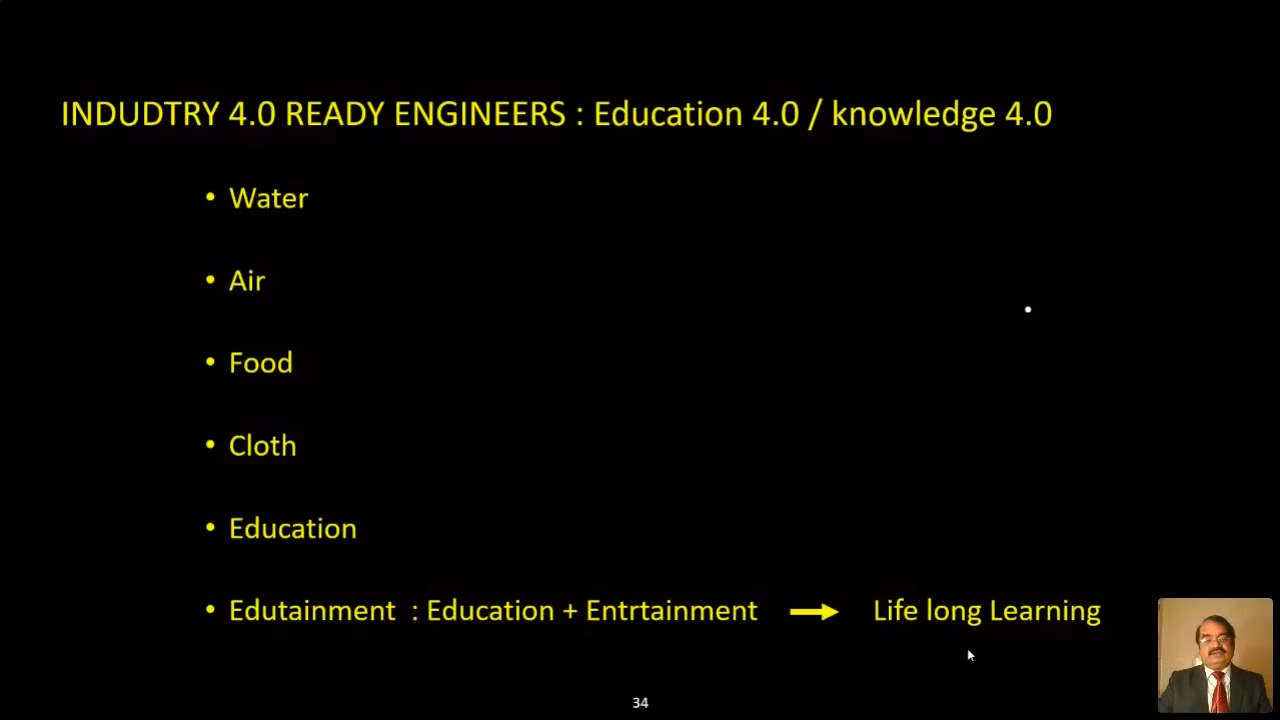 INDUDTRY 4.0 READY ENGINEERS : Education 4.0 / knowledge 4.0
• Water
• Air
• Food
• Cloth
• Education
• Edutainment : Education + Entrtainment → Life long Learning
34